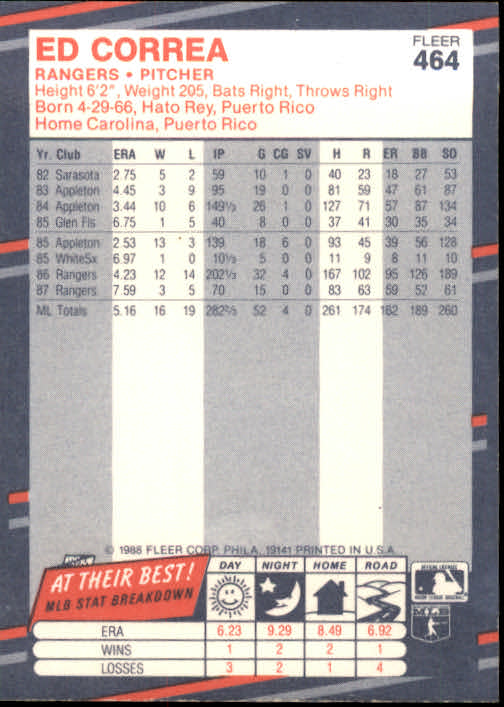 ED CORREA
FLEER
464
RANGERS • PITCHER
Height 6'2", Weight 205, Bats Right, Throws Right
Born 4-29-66, Hato Rey, Puerto Rico
Home Carolina, Puerto Rico
Yr. Club ERA W L IP G CG SV H R ER BB SO
82 Sarasota 2.75 5 2 59 10 1 0 40 23 18 27 53
83 Appleton 4.45 3 9 95 19 0 0 81 59 47 61 87
84 Appleton 3.44 10 6 149⅓ 26 1 0 127 71 57 87 134
85 Glen Fls 6.75 1 5 40 8 0 0 37 41 30 35 34
85 Appleton 2.53 13 3 139 18 6 0 93 45 39 56 128
85 WhiteSx 6.97 1 0 10⅓ 5 0 0 11 9 8 11 10
86 Rangers 4.23 12 14 202⅓ 32 4 0 167 102 95 126 189
87 Rangers 7.59 3 5 70 15 0 0 83 63 59 52 61
ML Totals 5.16 16 19 282⅔ 52 4 0 261 174 162 189 260
© 1988 FLEER CORP. PHILA. 19141 PRINTED IN U.S.A.
AT THEIR BEST!
MLB STAT BREAKDOWN
DAY NIGHT HOME ROAD
ERA 6.23 9.29 8.49 6.92
WINS 1 2 2 1
LOSSES 3 2 1 4